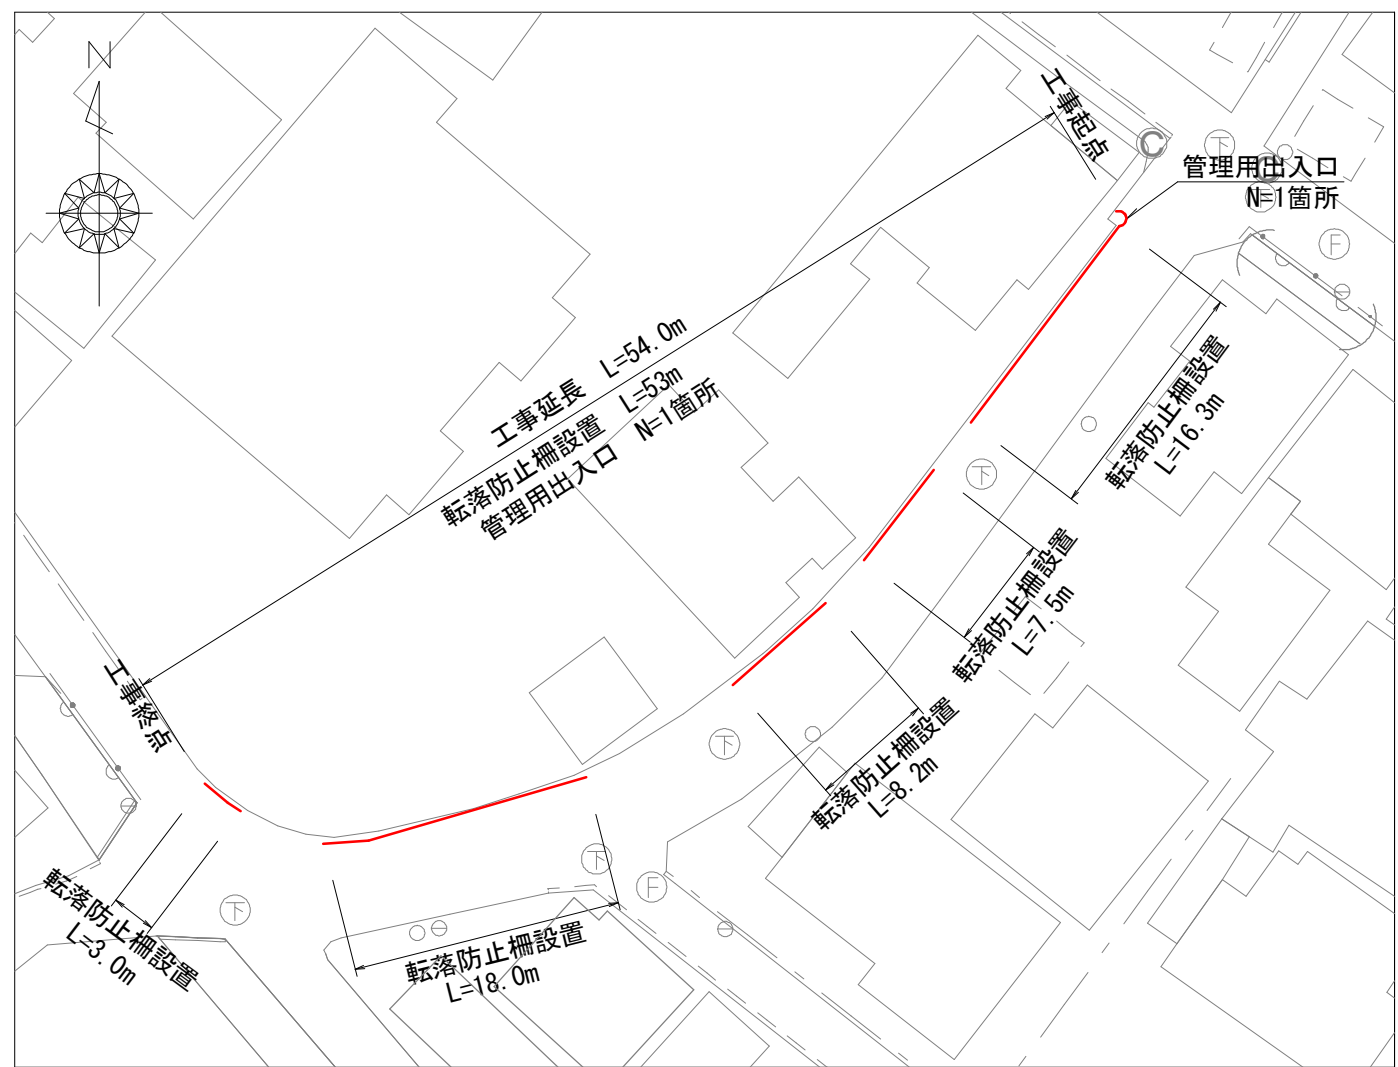 N
工事起点
C
下
C
管理用出入口
N=1箇所
F
F
工事延長 L=54.0m
転落防止柵設置 L=53m
管理用出入口 N=1箇所
転落防止柵設置
L=16.3m
下
転落防止柵設置
L=7.5m
工事終点
下
転落防止柵設置
L=8.2m
下
F
転落防止柵設置
L=3.0m
下
転落防止柵設置
L=18.0m